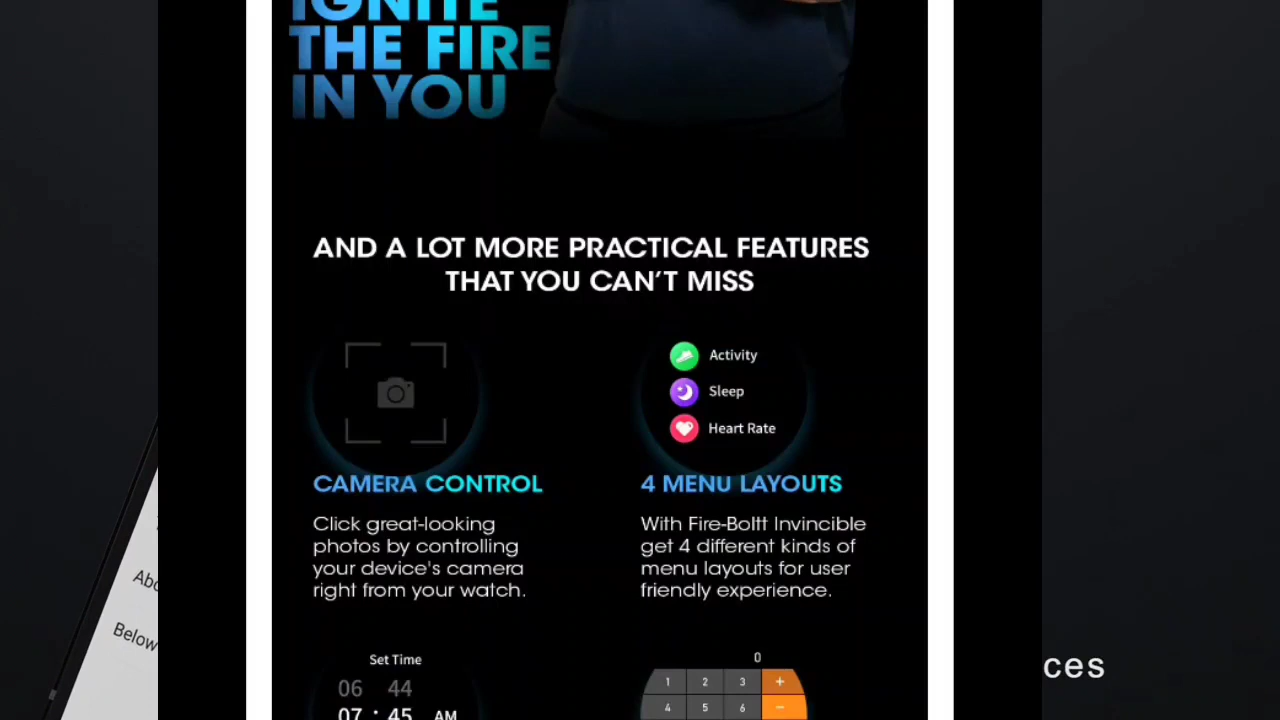 IGNITE
THE FIRE
IN YOU
AND A LOT MORE PRACTICAL FEATURES
THAT YOU CAN'T MISS
Activity
Sleep
Heart Rate
CAMERA CONTROL
Click great-looking
photos by controlling
your device's camera
right from your watch.
4 MENU LAYOUTS
With Fire-Boltt Invincible
get 4 different kinds of
menu layouts for user
friendly experience.
Set Time
06 44
07 : 45 AM
0
1 2 3 +
4 5 6 −
Abo
Below
ces